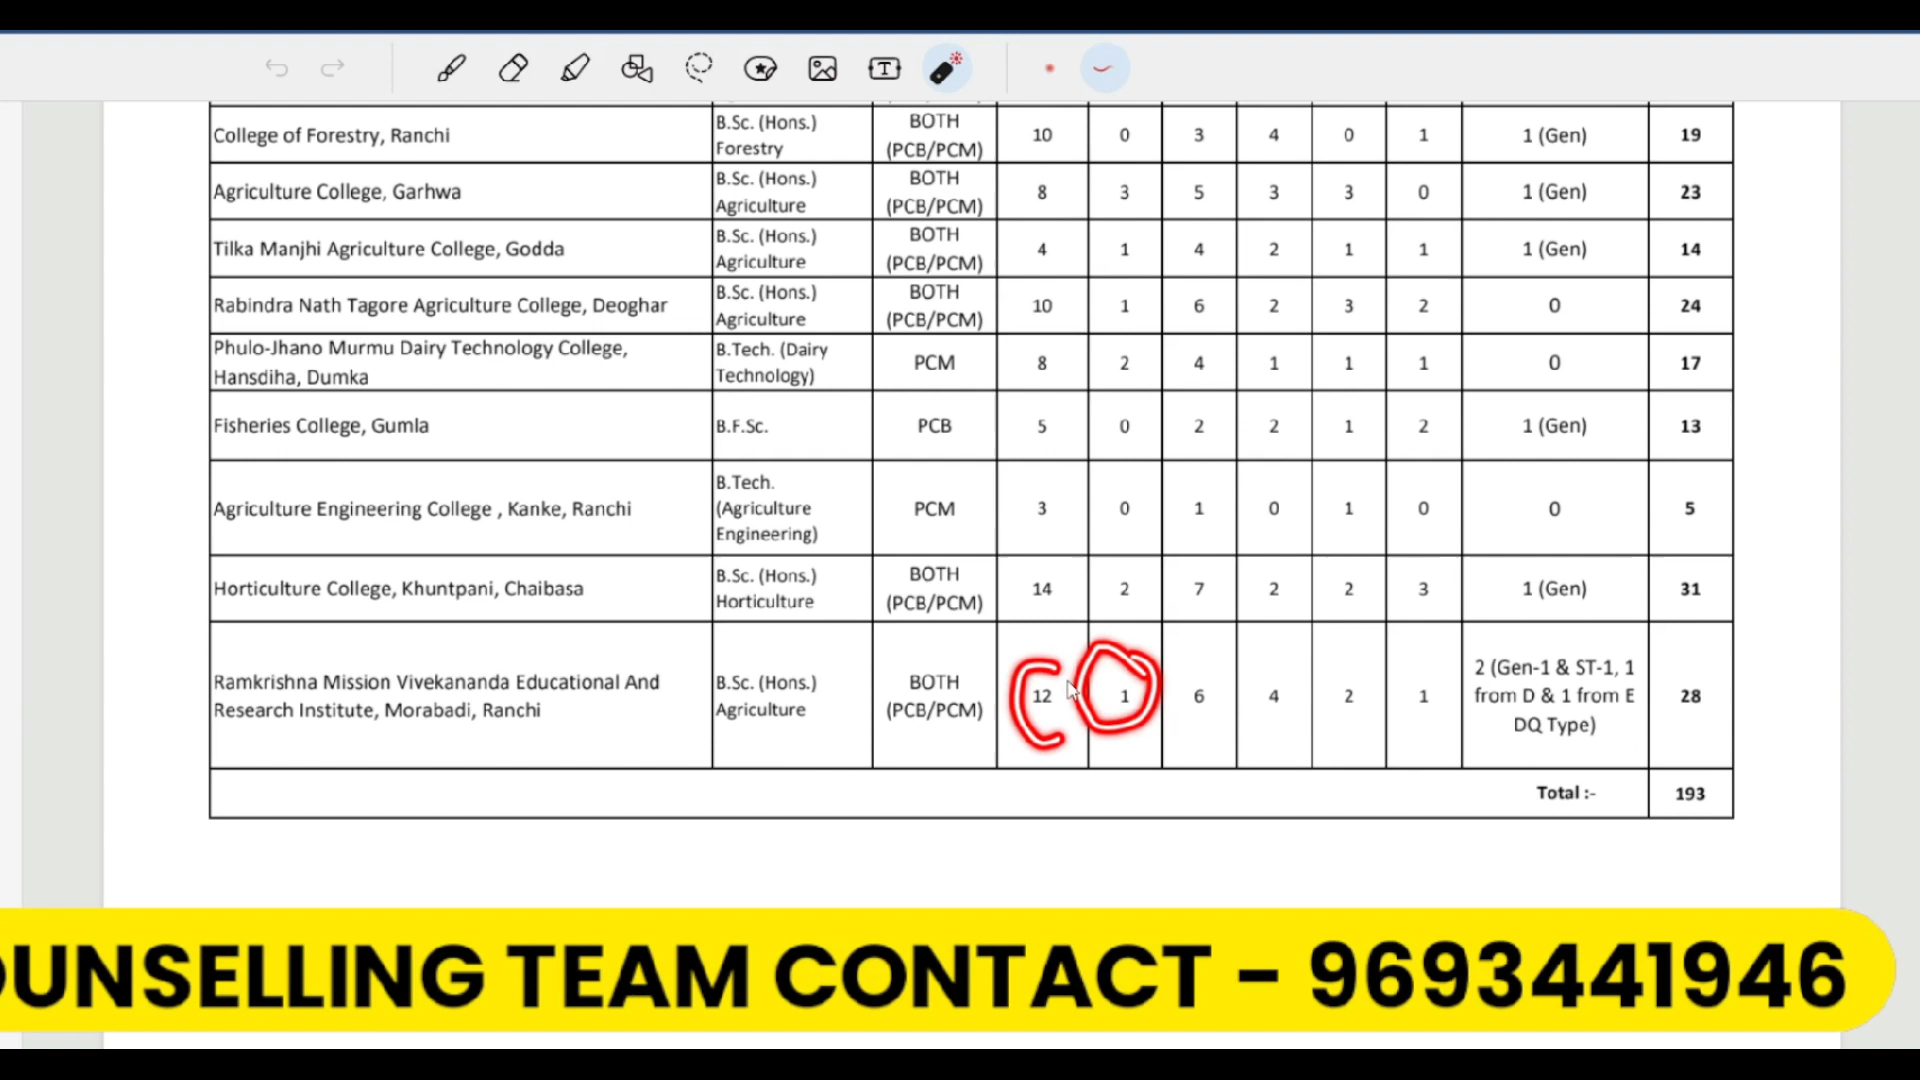 College of Forestry, Ranchi B.Sc. (Hons.) Forestry BOTH (PCB/PCM) 10 0 3 4 0 1 1 (Gen) 19
Agriculture College, Garhwa B.Sc. (Hons.) Agriculture BOTH (PCB/PCM) 8 3 5 3 3 0 1 (Gen) 23
Tilka Manjhi Agriculture College, Godda B.Sc. (Hons.) Agriculture BOTH (PCB/PCM) 4 1 4 2 1 1 1 (Gen) 14
Rabindra Nath Tagore Agriculture College, Deoghar B.Sc. (Hons.) Agriculture BOTH (PCB/PCM) 10 1 6 2 3 2 0 24
Phulo-Jhano Murmu Dairy Technology College, Hansdiha, Dumka B.Tech. (Dairy Technology) PCM 8 2 4 1 1 1 0 17
Fisheries College, Gumla B.F.Sc. PCB 5 0 2 2 1 2 1 (Gen) 13
Agriculture Engineering College , Kanke, Ranchi B.Tech. (Agriculture Engineering) PCM 3 0 1 0 1 0 0 5
Horticulture College, Khuntpani, Chaibasa B.Sc. (Hons.) Horticulture BOTH (PCB/PCM) 14 2 7 2 2 3 1 (Gen) 31
Ramkrishna Mission Vivekananda Educational And Research Institute, Morabadi, Ranchi B.Sc. (Hons.) Agriculture BOTH (PCB/PCM) 12 1 6 4 2 1 2 (Gen-1 & ST-1, 1 from D & 1 from E DQ Type) 28
Total :- 193
OUNSELLING TEAM CONTACT - 9693441946